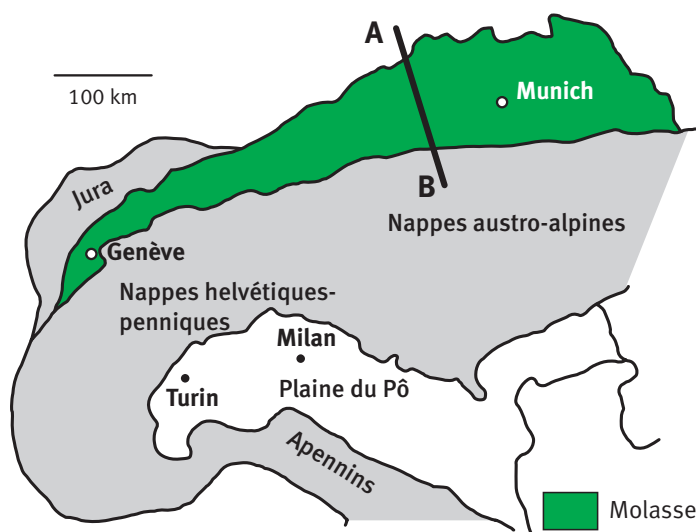 A
100 km
Munich
B
Jura
Nappes austro-alpines
Genève
Nappes helvétiques-
penniques
Milan
Turin
Plaine du Pô
Apennins
Molasse